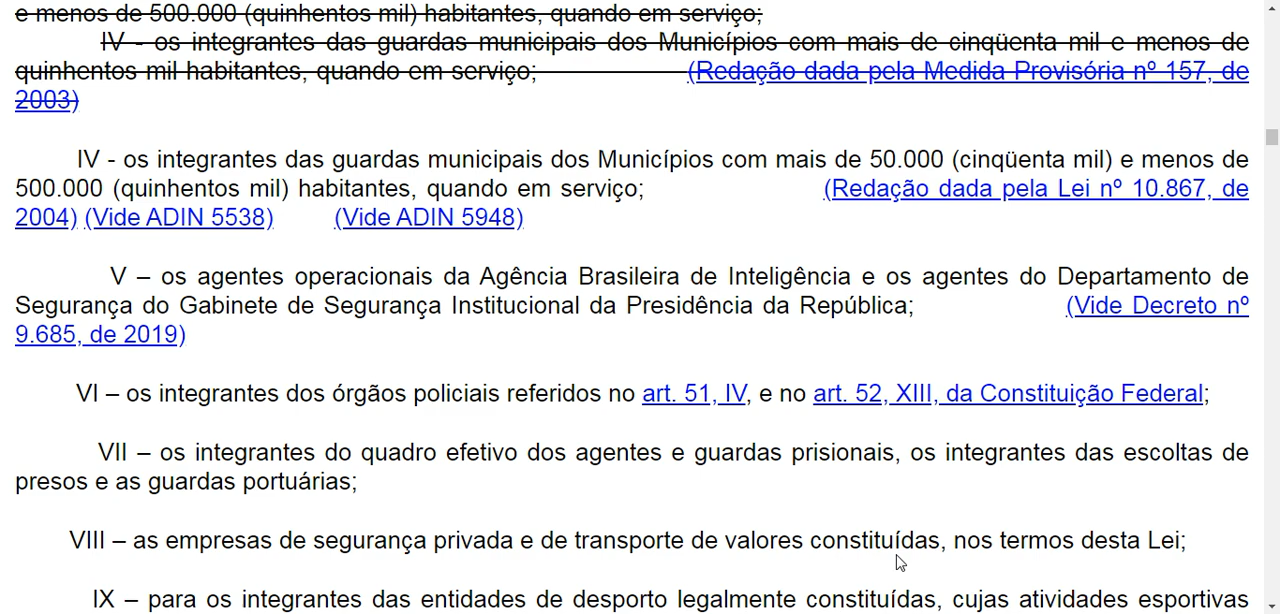 e menos de 500.000 (quinhentos mil) habitantes, quando em serviço;
IV - os integrantes das guardas municipais dos Municípios com mais de cinqüenta mil e menos de
quinhentos mil habitantes, quando em serviço; (Redação dada pela Medida Provisória nº 157, de
2003)
IV - os integrantes das guardas municipais dos Municípios com mais de 50.000 (cinqüenta mil) e menos de
500.000 (quinhentos mil) habitantes, quando em serviço; (Redação dada pela Lei nº 10.867, de
2004) (Vide ADIN 5538) (Vide ADIN 5948)
V – os agentes operacionais da Agência Brasileira de Inteligência e os agentes do Departamento de
Segurança do Gabinete de Segurança Institucional da Presidência da República; (Vide Decreto nº
9.685, de 2019)
VI – os integrantes dos órgãos policiais referidos no art. 51, IV, e no art. 52, XIII, da Constituição Federal;
VII – os integrantes do quadro efetivo dos agentes e guardas prisionais, os integrantes das escoltas de
presos e as guardas portuárias;
VIII – as empresas de segurança privada e de transporte de valores constituídas, nos termos desta Lei;
IX – para os integrantes das entidades de desporto legalmente constituídas, cujas atividades esportivas